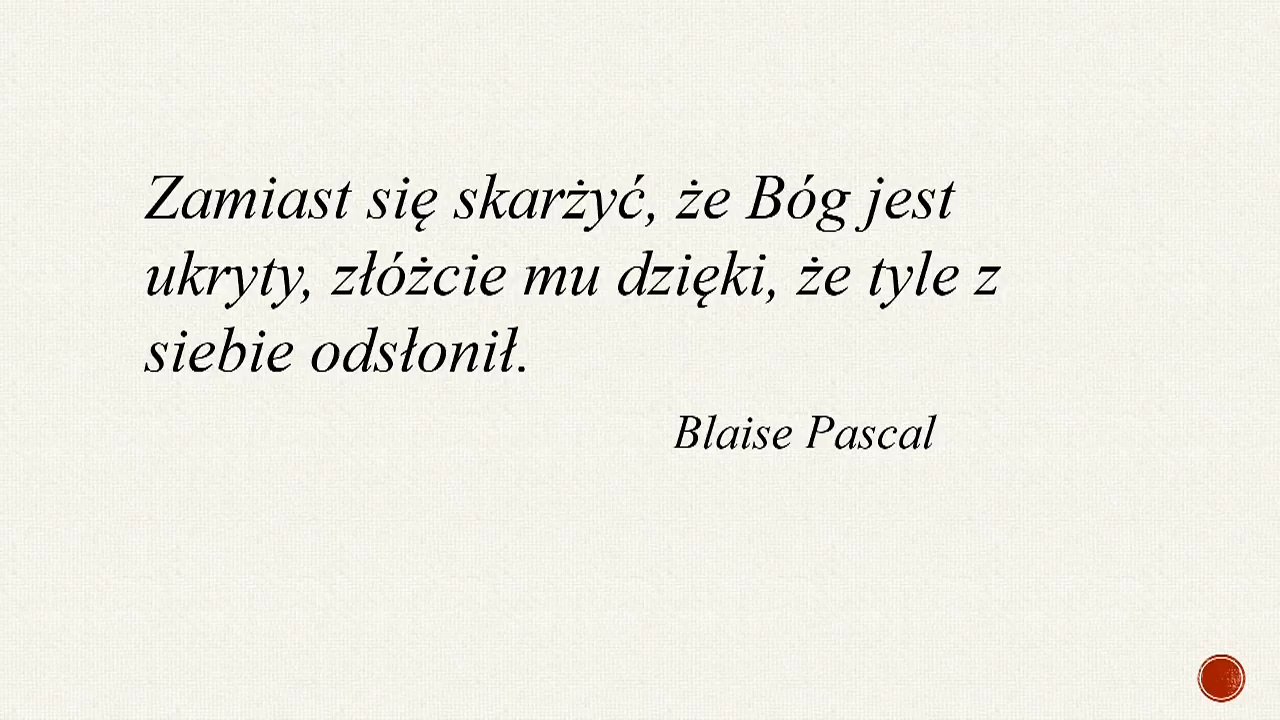 Zamiast się skarżyć, że Bóg jest
ukryty, złóżcie mu dzięki, że tyle z
siebie odsłonił.
Blaise Pascal